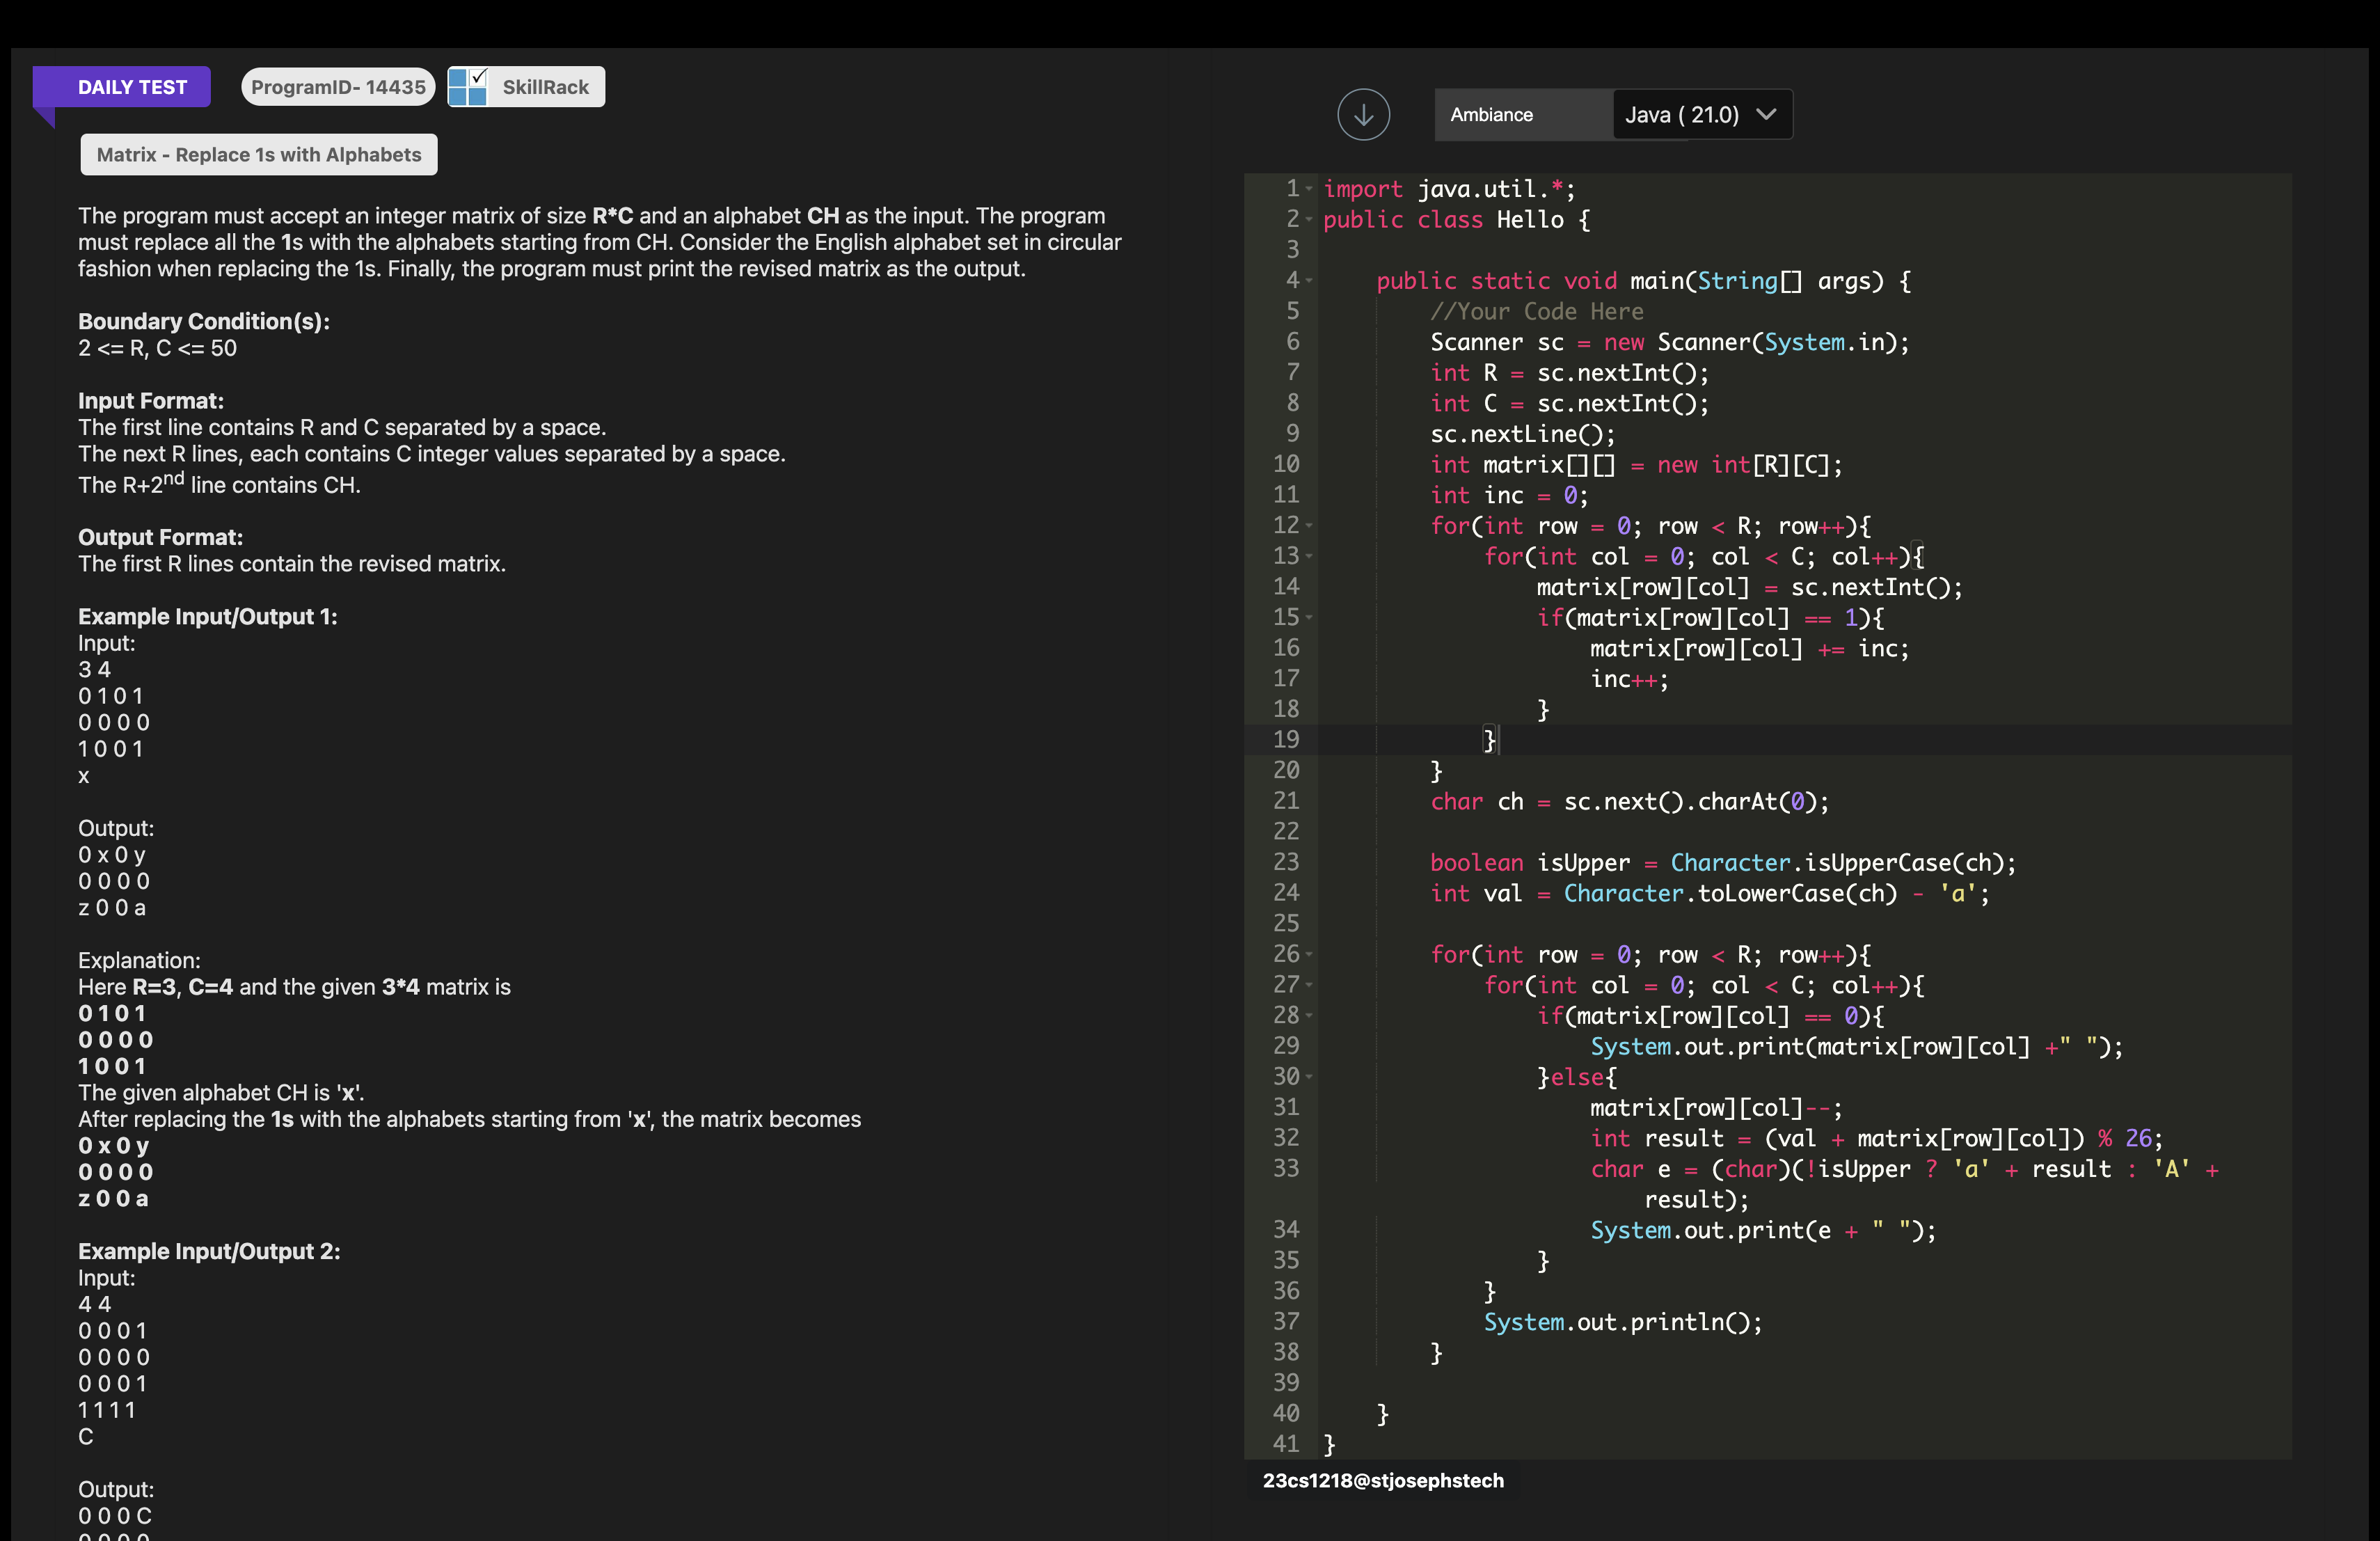 DAILY TEST
ProgramID- 14435
SkillRack
Matrix - Replace 1s with Alphabets
The program must accept an integer matrix of size R*C and an alphabet CH as the input. The program
must replace all the 1s with the alphabets starting from CH. Consider the English alphabet set in circular
fashion when replacing the 1s. Finally, the program must print the revised matrix as the output.
Boundary Condition(s):
2 <= R, C <= 50
Input Format:
The first line contains R and C separated by a space.
The next R lines, each contains C integer values separated by a space.
The R+2nd line contains CH.
Output Format:
The first R lines contain the revised matrix.
Example Input/Output 1:
Input:
3 4
0 1 0 1
0 0 0 0
1 0 0 1
x
Output:
0 x 0 y
0 0 0 0
z 0 0 a
Explanation:
Here R=3, C=4 and the given 3*4 matrix is
0 1 0 1
0 0 0 0
1 0 0 1
The given alphabet CH is 'x'.
After replacing the 1s with the alphabets starting from 'x', the matrix becomes
0 x 0 y
0 0 0 0
z 0 0 a
Example Input/Output 2:
Input:
4 4
0 0 0 1
0 0 0 0
0 0 0 1
1 1 1 1
C
Output:
0 0 0 C
0 0 0 0
Ambiance
Java ( 21.0)
1 import java.util.*;
2 public class Hello {
3
4     public static void main(String[] args) {
5         //Your Code Here
6         Scanner sc = new Scanner(System.in);
7         int R = sc.nextInt();
8         int C = sc.nextInt();
9         sc.nextLine();
10         int matrix[][] = new int[R][C];
11         int inc = 0;
12         for(int row = 0; row < R; row++){
13             for(int col = 0; col < C; col++){
14                 matrix[row][col] = sc.nextInt();
15                 if(matrix[row][col] == 1){
16                     matrix[row][col] += inc;
17                     inc++;
18                 }
19             }
20         }
21         char ch = sc.next().charAt(0);
22
23         boolean isUpper = Character.isUpperCase(ch);
24         int val = Character.toLowerCase(ch) - 'a';
25
26         for(int row = 0; row < R; row++){
27             for(int col = 0; col < C; col++){
28                 if(matrix[row][col] == 0){
29                     System.out.print(matrix[row][col] +" ");
30                 }else{
31                     matrix[row][col]--;
32                     int result = (val + matrix[row][col]) % 26;
33                     char e = (char)(!isUpper ? 'a' + result : 'A' +
                        result);
34                     System.out.print(e + " ");
35                 }
36             }
37             System.out.println();
38         }
39
40     }
41 }
23cs1218@stjosephstech